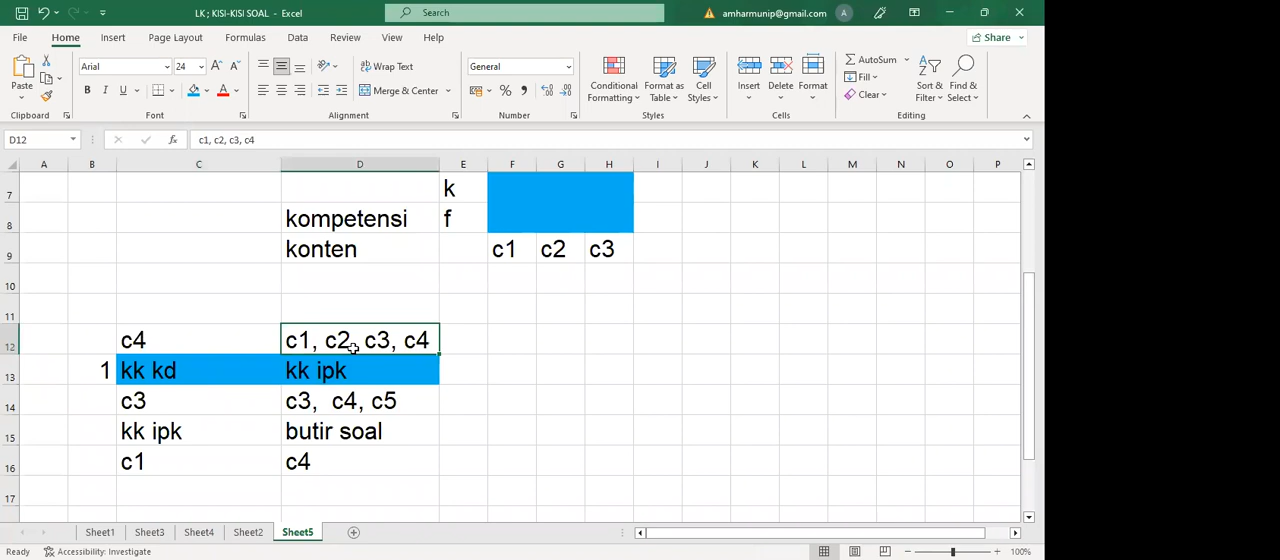 LK ; KISI-KISI SOAL - Excel
Search
amharmunip@gmail.com
A
File Home Insert Page Layout Formulas Data Review View Help
Share
Paste
Clipboard
Arial 24
B I U
Font
Wrap Text
Merge & Center
Alignment
General
Number
Conditional Formatting
Format as Table
Cell Styles
Styles
Insert Delete Format
Cells
AutoSum
Fill
Clear
Sort & Filter
Find & Select
Editing
D12
fx
c1, c2, c3, c4
A B C D E F G H I J K L M N O P
7 k
8 kompetensi f
9 konten c1 c2 c3
10
11
12 c4 c1, c2, c3, c4
13 1 kk kd kk ipk
14 c3 c3, c4, c5
15 kk ipk butir soal
16 c1 c4
17
Sheet1 Sheet3 Sheet4 Sheet2 Sheet5
Ready Accessibility: Investigate 100%